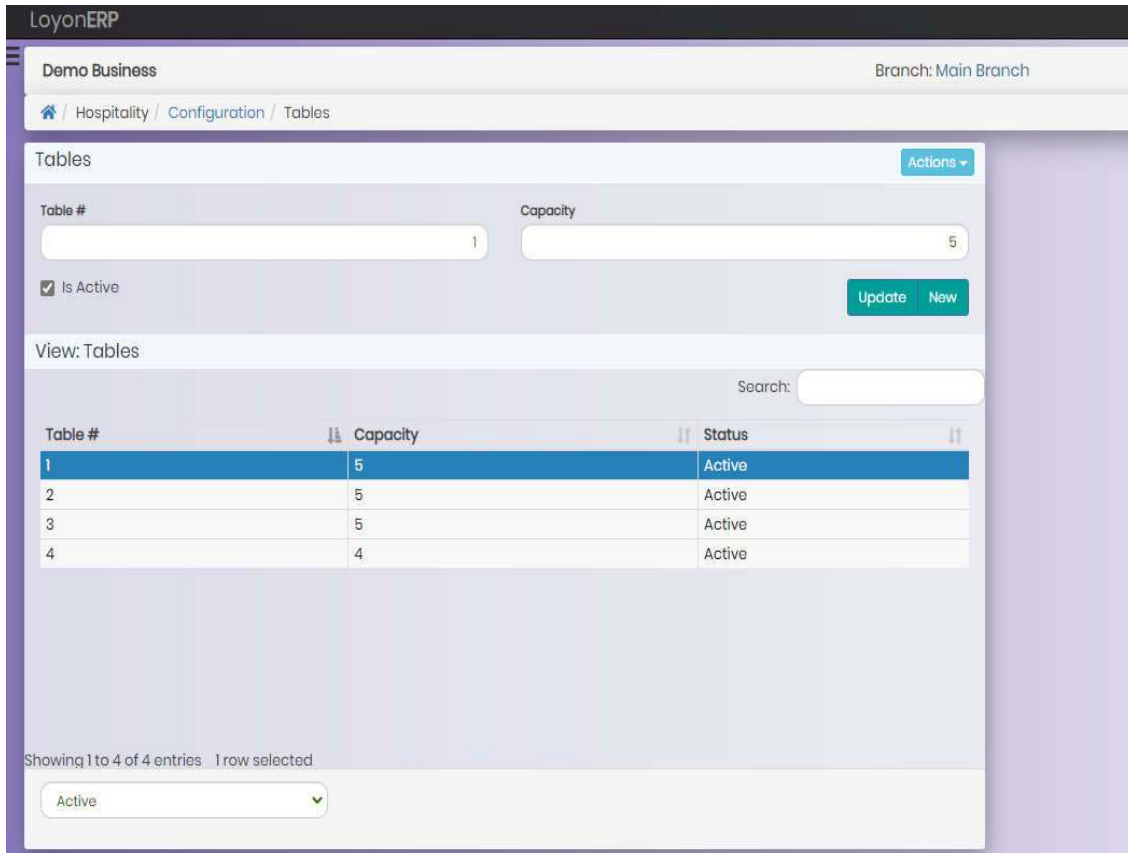 LoyonERP
Demo Business Branch: Main Branch
/ Hospitality / Configuration / Tables
Tables Actions
Table # Capacity
1 5
Is Active Update New
View: Tables
Search:
Table # Capacity Status
1 5 Active
2 5 Active
3 5 Active
4 4 Active
Showing 1 to 4 of 4 entries 1 row selected
Active